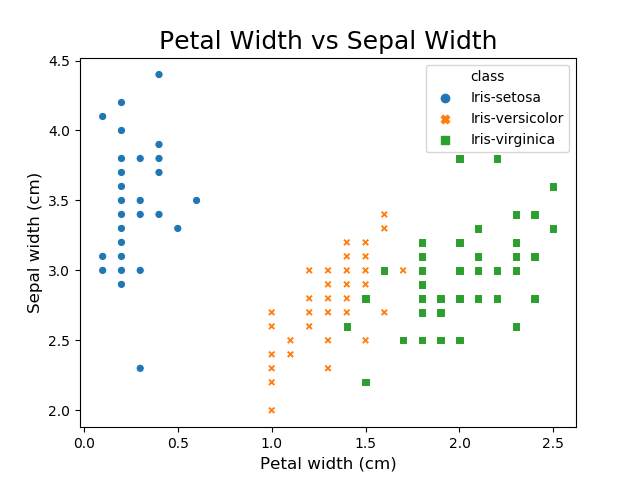 Petal Width vs Sepal Width
class
Iris-setosa
Iris-versicolor
Iris-virginica
Sepal width (cm)
4.5
4.0
3.5
3.0
2.5
2.0
0.0 0.5 1.0 1.5 2.0 2.5
Petal width (cm)